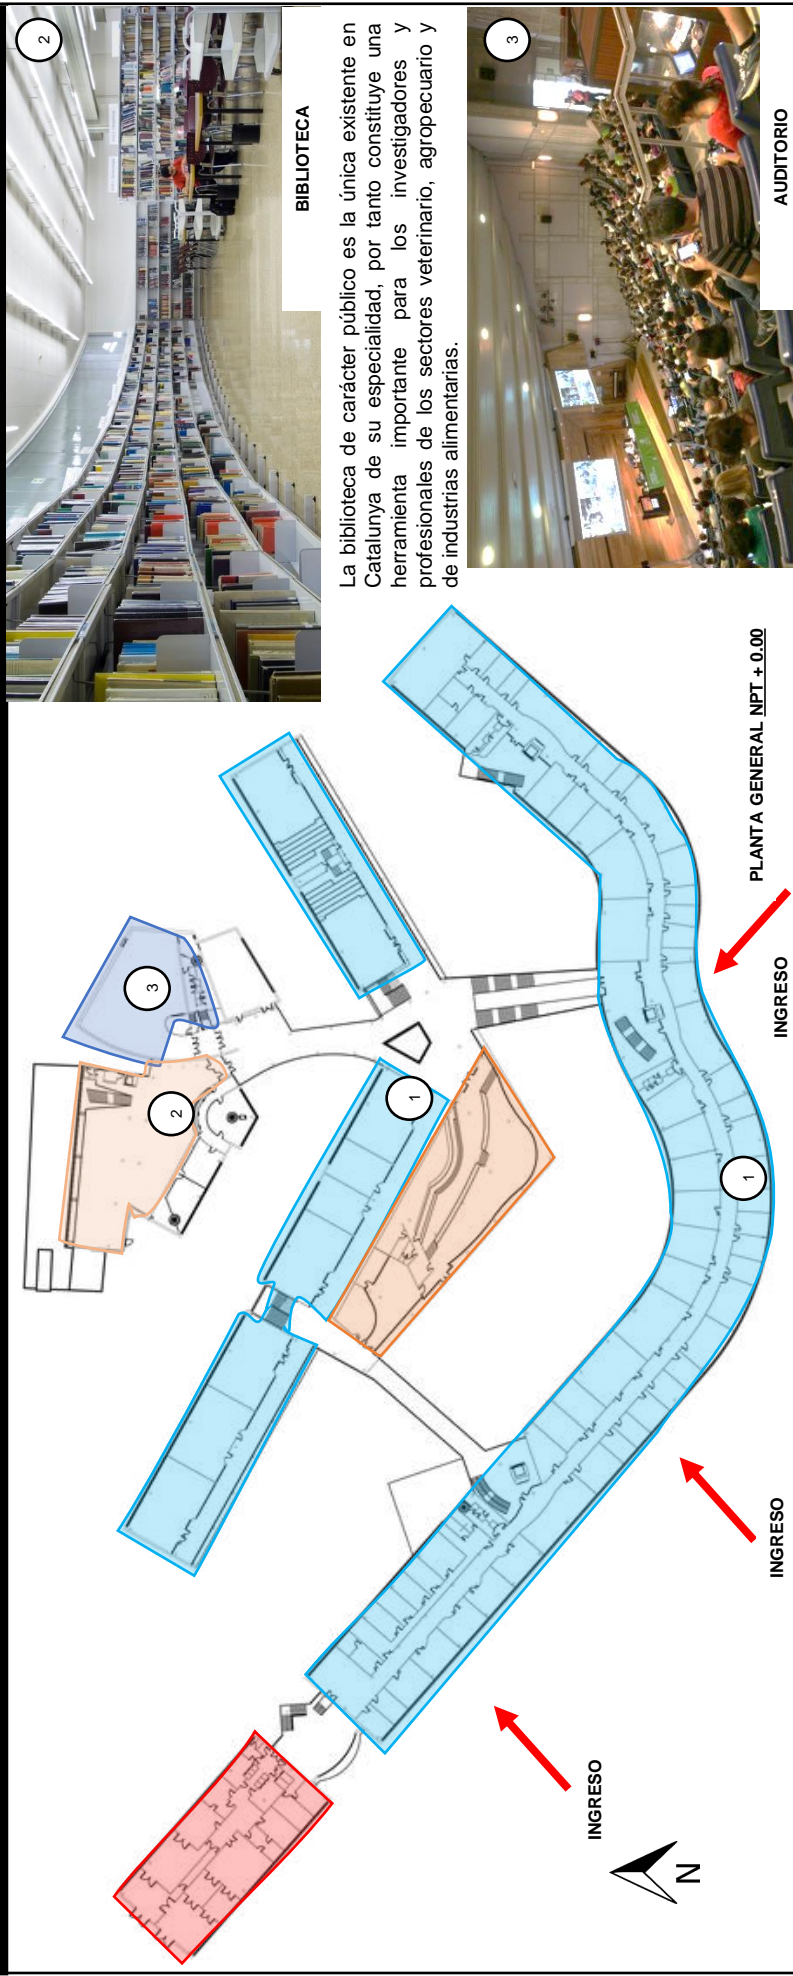 2
BIBLIOTECA
La biblioteca de carácter público es la única existente en
Catalunya de su especialidad, por tanto constituye una
herramienta importante para los investigadores y
profesionales de los sectores veterinario, agropecuario y
de industrias alimentarias.
3
AUDITORIO
3
2
1
1
PLANTA GENERAL NPT + 0.00
INGRESO
INGRESO
INGRESO
N